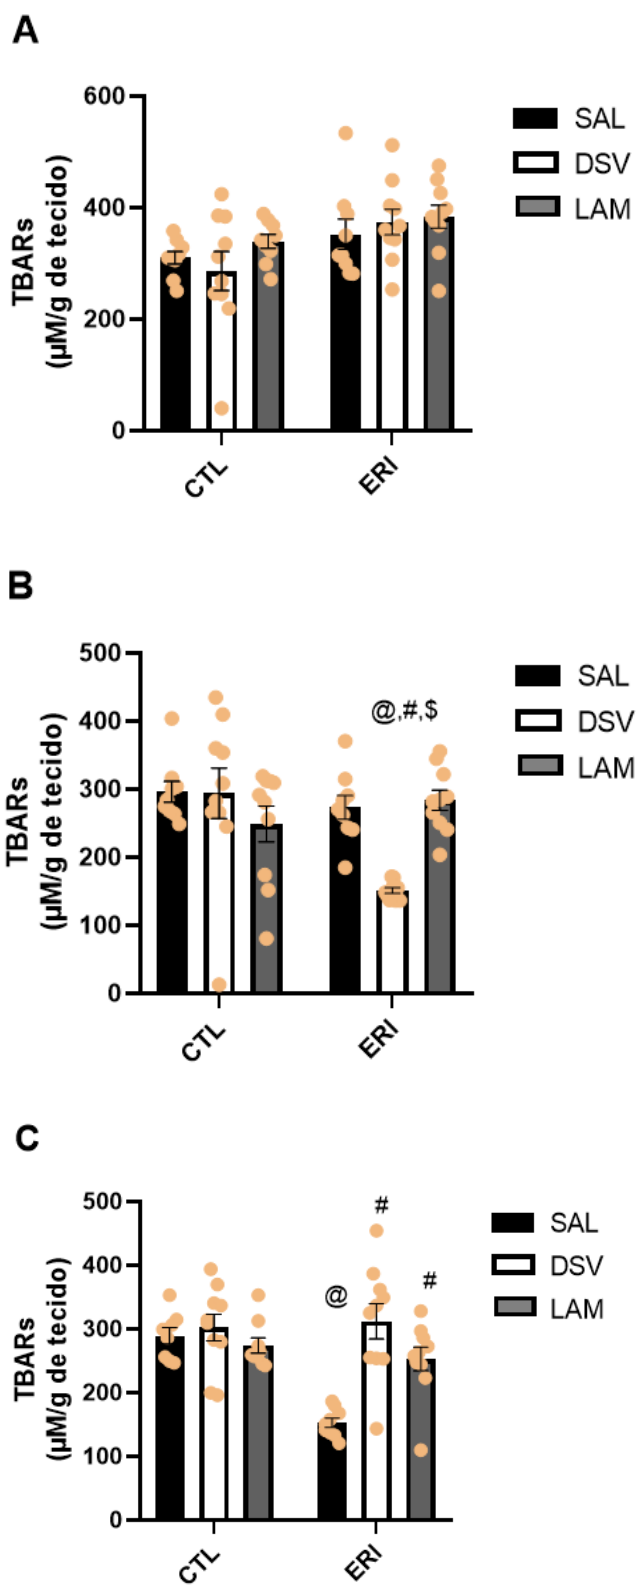 A
600
400
200
0
TBARs
(µM/g de tecido)
SAL
DSV
LAM
CTL
ERI
B
500
400
300
200
100
0
TBARs
(µM/g de tecido)
@,#,$
SAL
DSV
LAM
CTL
ERI
C
500
400
300
200
100
0
TBARs
(µM/g de tecido)
@
#
#
SAL
DSV
LAM
CTL
ERI